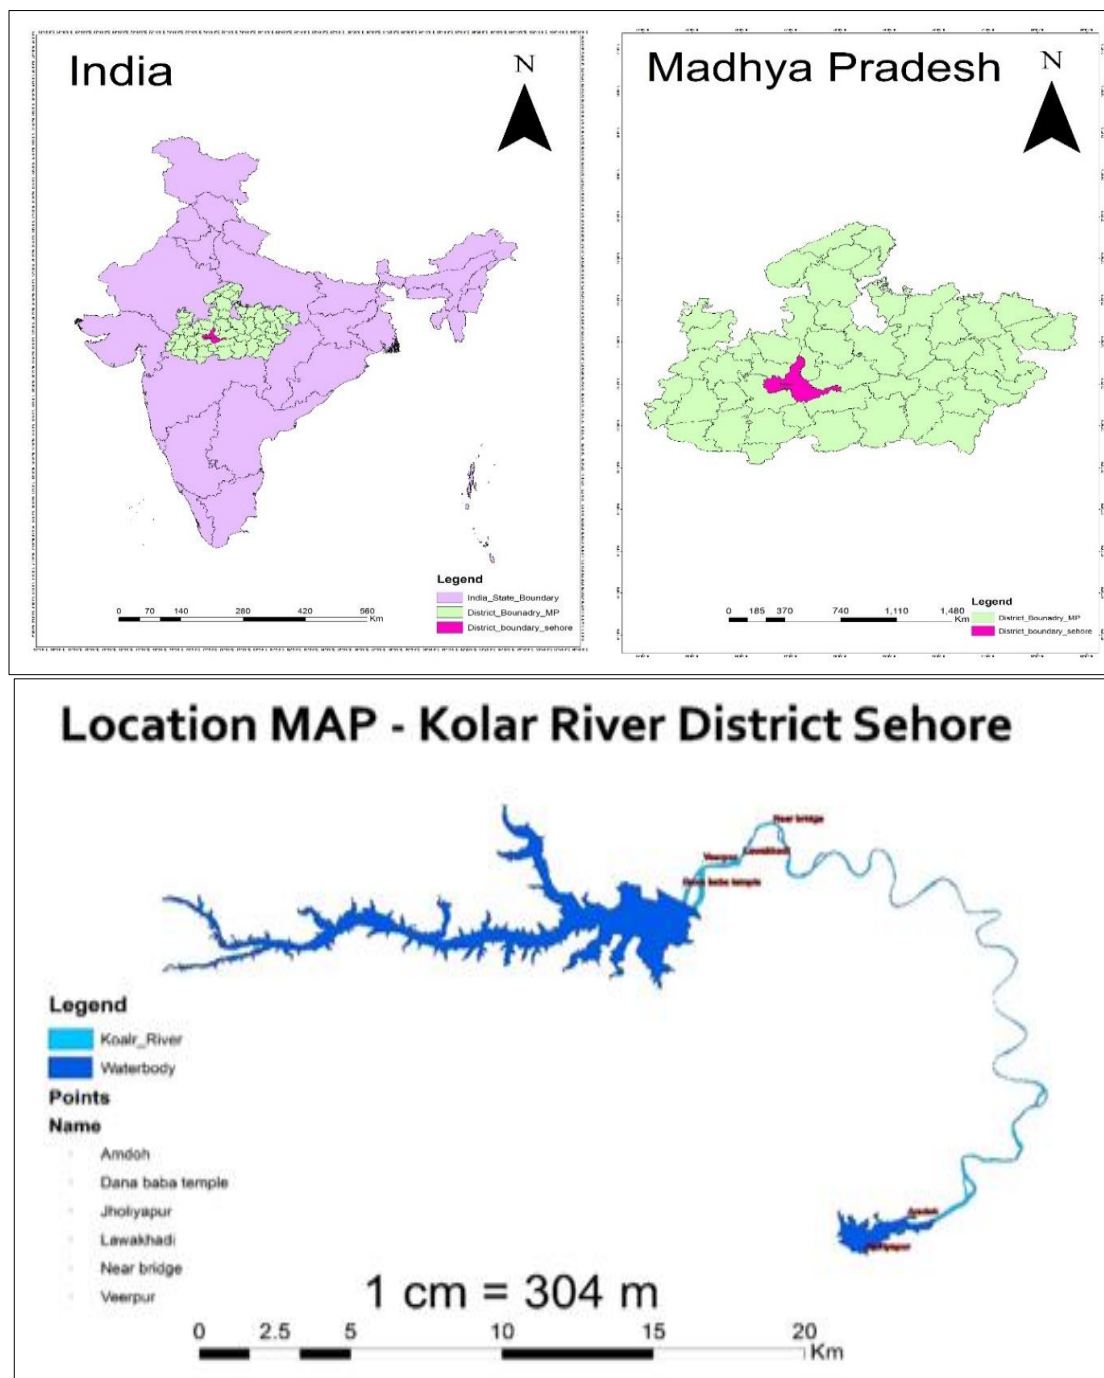 India
N
Legend
India_State_Boundary
District_Bounadry_MP
District_boundary_sehore
0 70 140 280 420 560
Km
Madhya Pradesh
N
Legend
District_Bounadry_MP
District_boundary_sehore
0 185 370 740 1,110 1,480
Km
Location MAP - Kolar River District Sehore
Near bridge
Lawakhadi
Veerpur
Dana baba temple
Amdoh
Jholiyapur
Legend
Koalr_River
Waterbody
Points
Name
Amdoh
Dana baba temple
Jholiyapur
Lawakhadi
Near bridge
Veerpur
1 cm = 304 m
0 2.5 5 10 15 20
Km